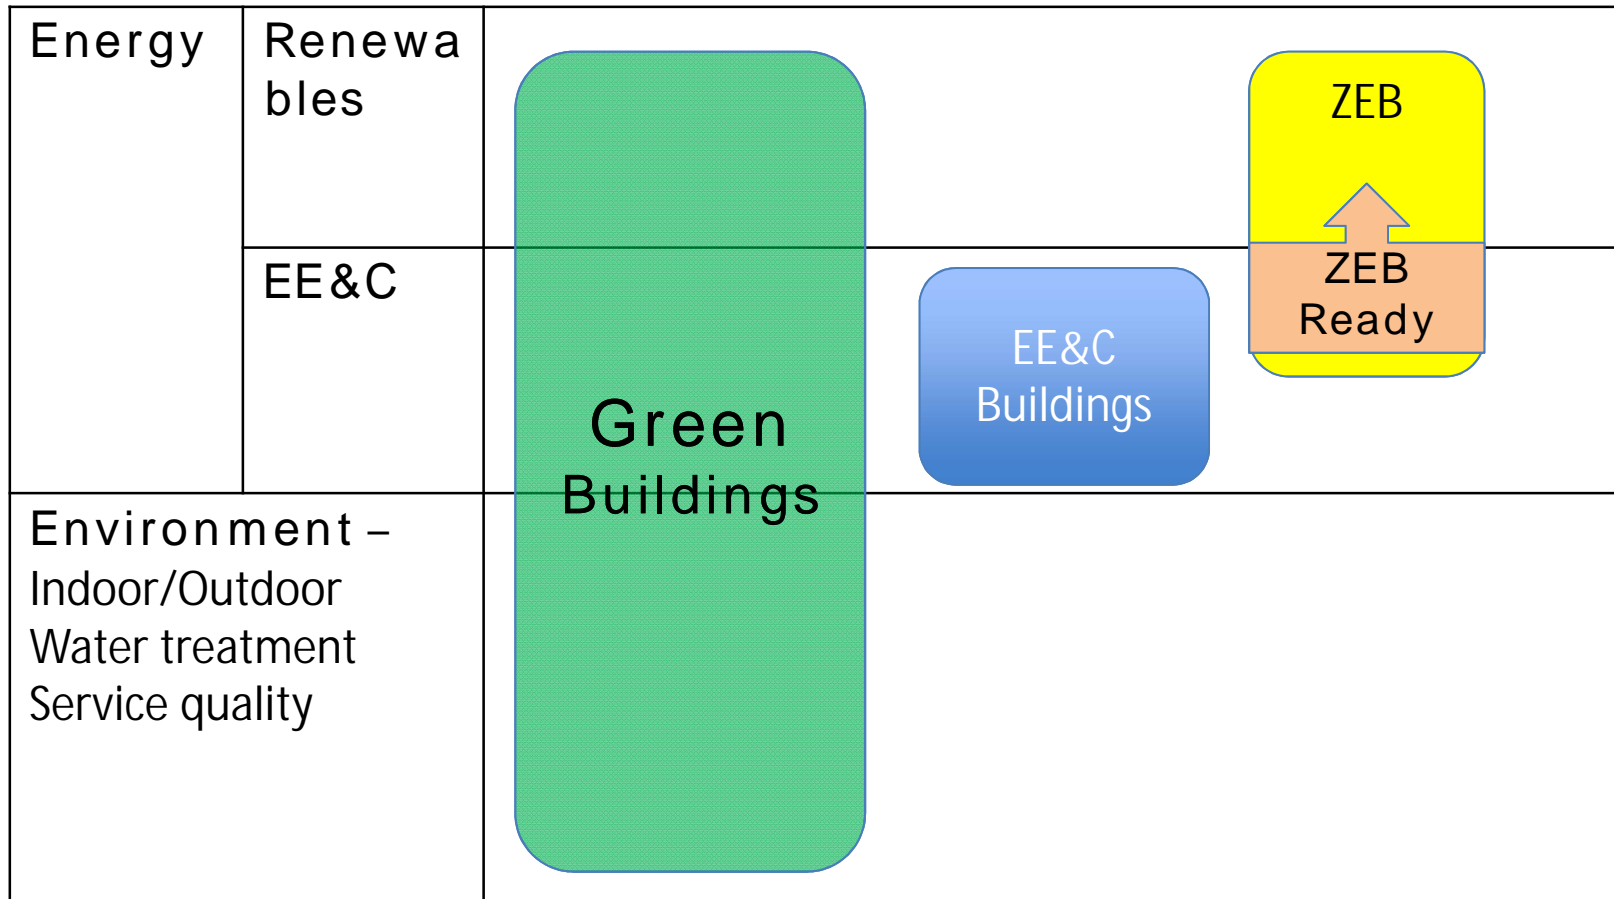 Energy
Renewa
bles
ZEB
EE&C
ZEB
Ready
EE&C
Buildings
Green
Buildings
Environment –
Indoor/Outdoor
Water treatment
Service quality